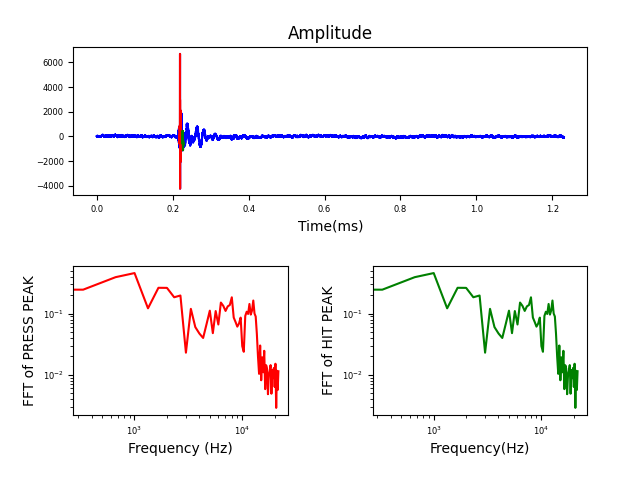 Amplitude
6000
4000
2000
0
−2000
−4000
0.0 0.2 0.4 0.6 0.8 1.0 1.2
Time(ms)
FFT of PRESS PEAK
10⁻¹
10⁻²
10³ 10⁴
Frequency (Hz)
FFT of HIT PEAK
10⁻¹
10⁻²
10³ 10⁴
Frequency(Hz)